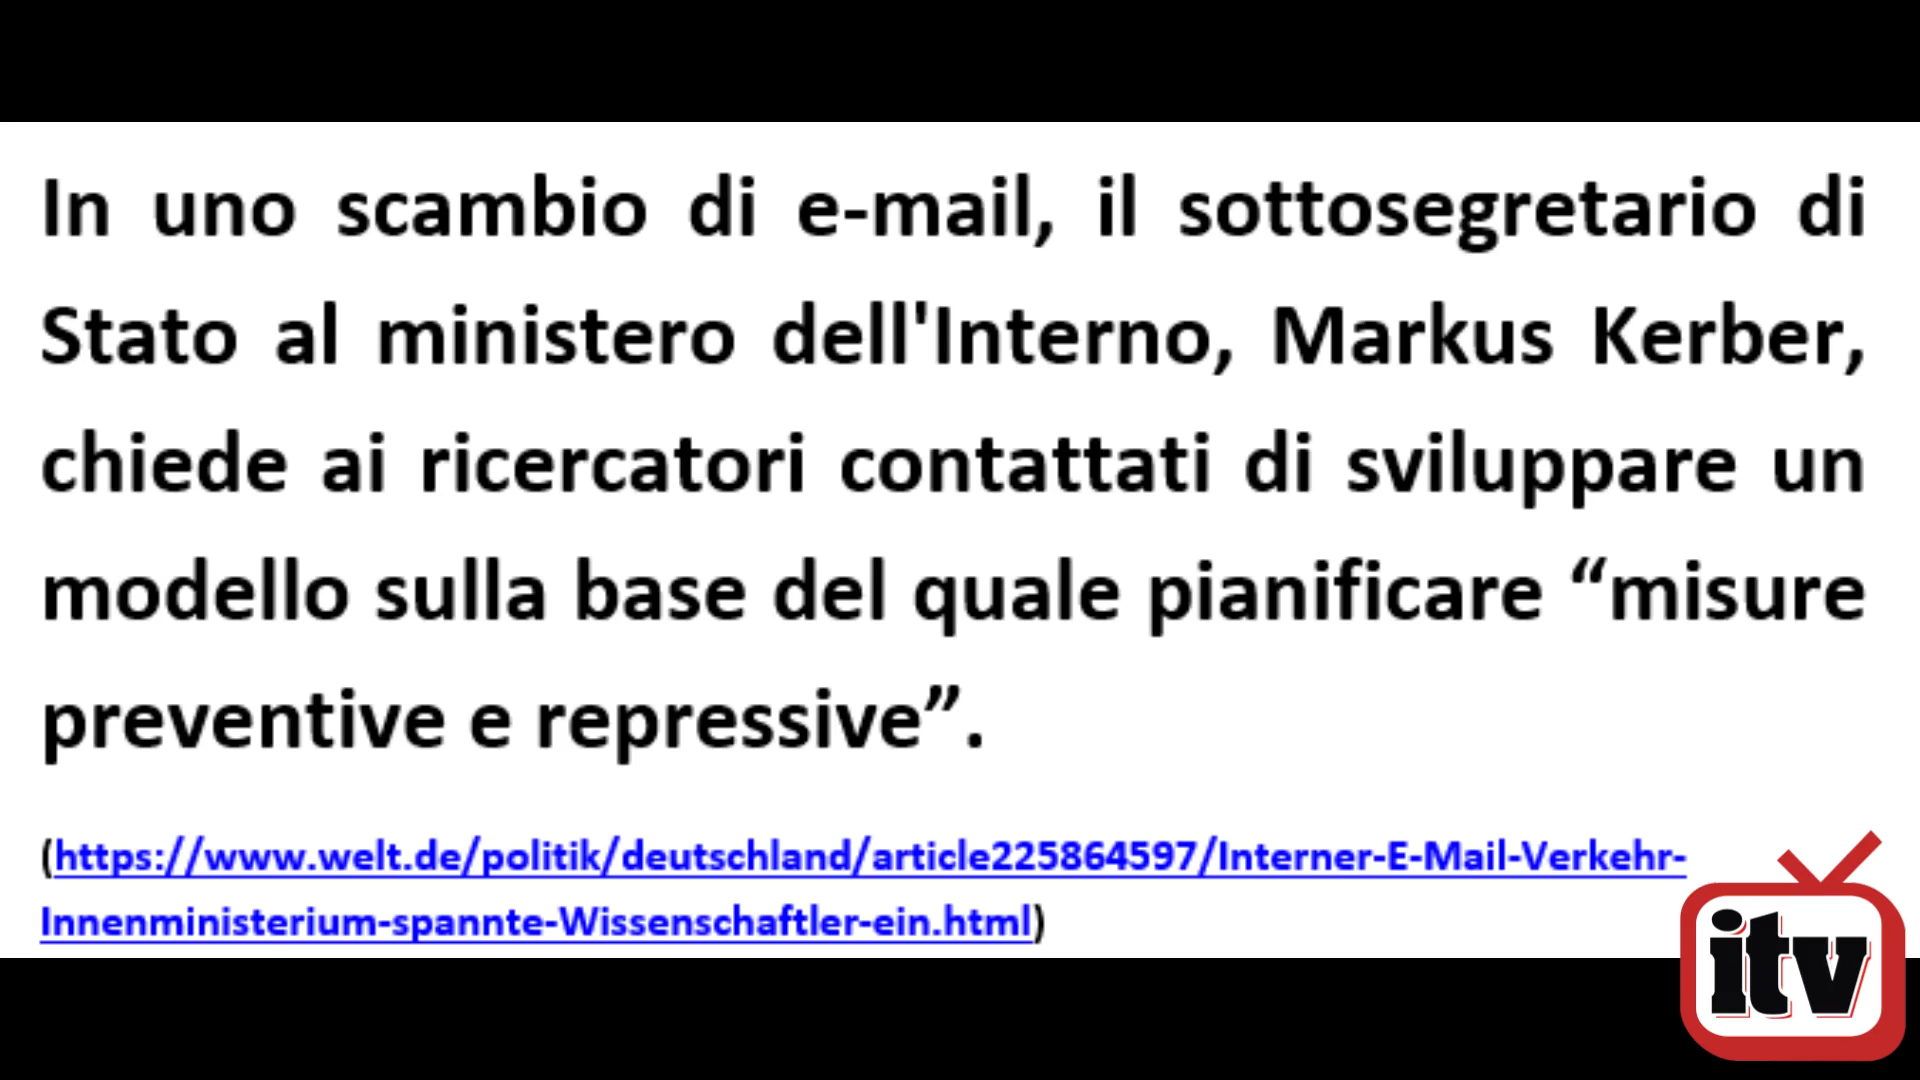 In uno scambio di e-mail, il sottosegretario di
Stato al ministero dell'Interno, Markus Kerber,
chiede ai ricercatori contattati di sviluppare un
modello sulla base del quale pianificare “misure
preventive e repressive”.
(https://www.welt.de/politik/deutschland/article225864597/Interner-E-Mail-Verkehr-
Innenministerium-spannte-Wissenschaftler-ein.html)
itv